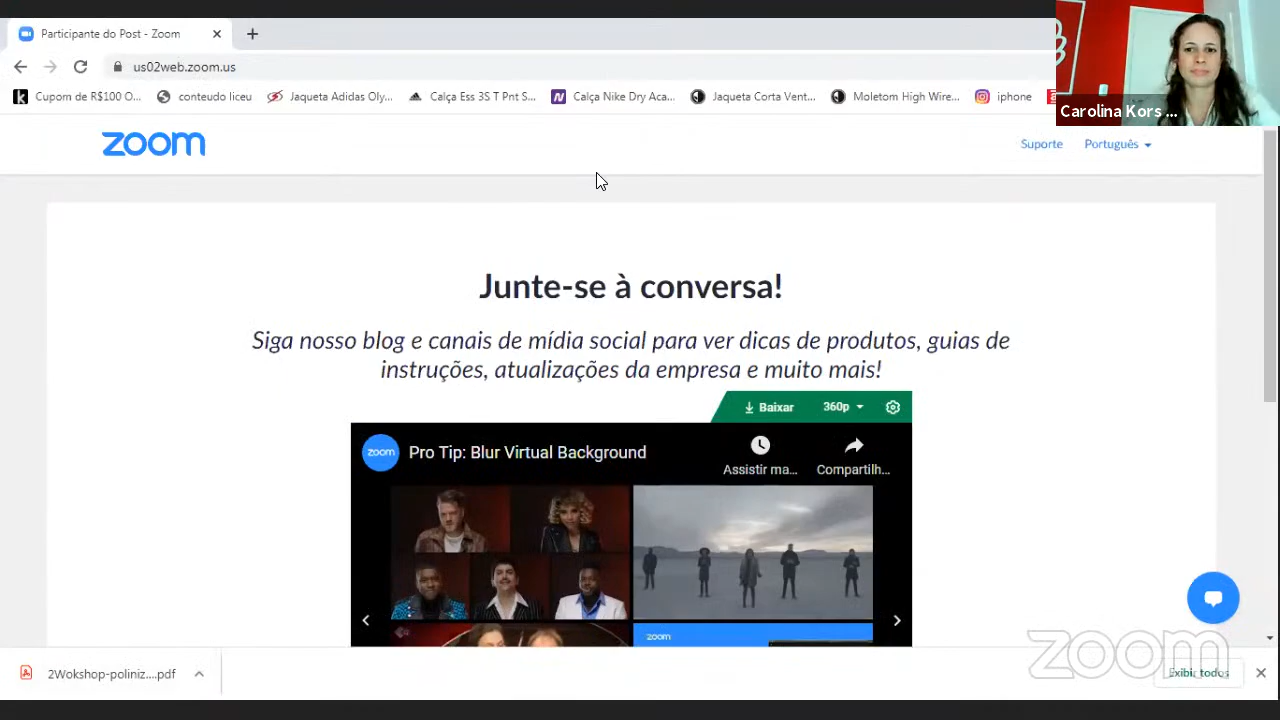 Participante do Post - Zoom
us02web.zoom.us
Cupom de R$100 O...
conteudo liceu
Jaqueta Adidas Oly...
Calça Ess 3S T Pnt S...
Calça Nike Dry Aca...
Jaqueta Corta Vent...
Moletom High Wire...
iphone
Carolina Kors ...
zoom
Suporte
Português
Junte-se à conversa!
Siga nosso blog e canais de mídia social para ver dicas de produtos, guias de
instruções, atualizações da empresa e muito mais!
Baixar
360p
zoom
Pro Tip: Blur Virtual Background
Assistir ma...
Compartilh...
zoom
2Wokshop-poliniz....pdf
Exibir todos
zoom